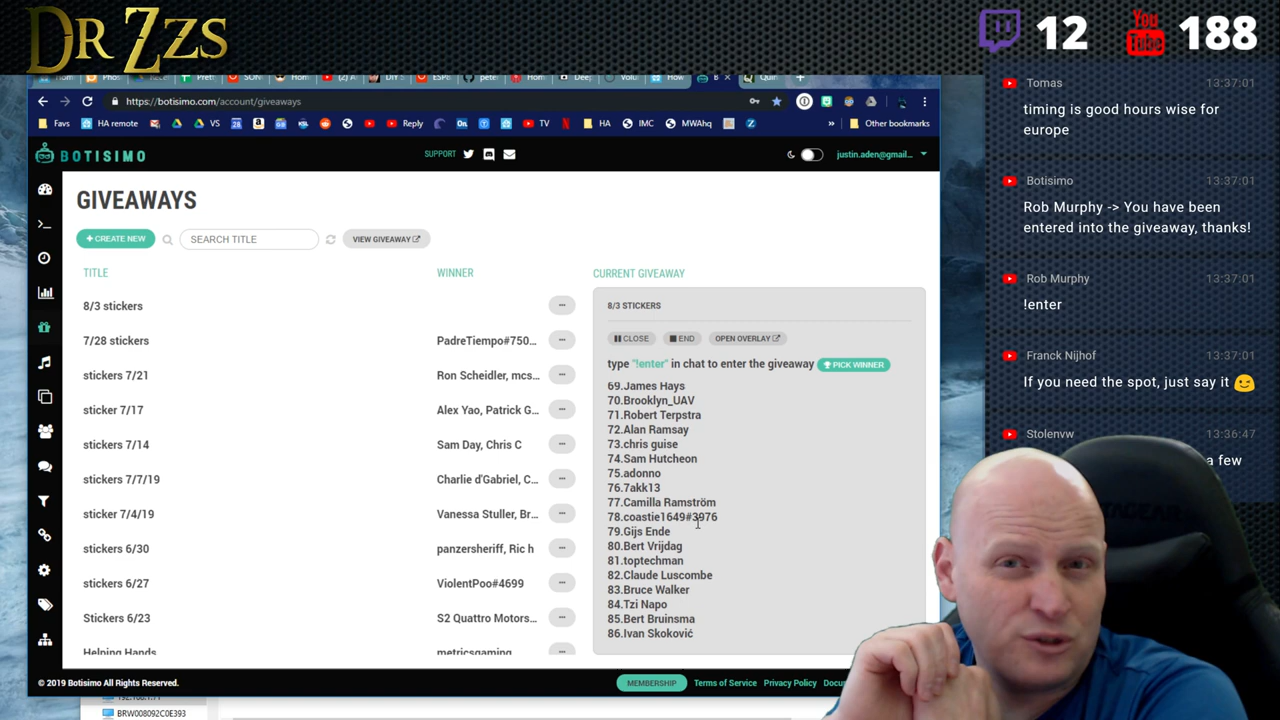 DR ZZS
12
You Tube 188
https://botisimo.com/account/giveaways
Favs HA remote VS Reply TV HA IMC MWAhq » Other bookmarks
BOTISIMO
SUPPORT
justin.aden@gmail...
GIVEAWAYS
+ CREATE NEW
SEARCH TITLE
VIEW GIVEAWAY
TITLE WINNER
8/3 stickers
7/28 stickers PadreTiempo#750...
stickers 7/21 Ron Scheidler, mcs...
sticker 7/17 Alex Yao, Patrick G...
sticker 7/14 Sam Day, Chris C
stickers 7/7/19 Charlie d'Gabriel, C...
sticker 7/4/19 Vanessa Stuller, Br...
stickers 6/30 panzersheriff, Ric h
stickers 6/27 ViolentPoo#4699
Stickers 6/23 S2 Quattro Motors...
Helping Hands metricsgaming
CURRENT GIVEAWAY
8/3 STICKERS
CLOSE END OPEN OVERLAY
type "!enter" in chat to enter the giveaway PICK WINNER
69.James Hays
70.Brooklyn_UAV
71.Robert Terpstra
72.Alan Ramsay
73.chris guise
74.Sam Hutcheon
75.adonno
76.7akk13
77.Camilla Ramström
78.coastie1649#3976
79.Gijs Ende
80.Bert Vrijdag
81.toptechman
82.Claude Luscombe
83.Bruce Walker
84.Tzi Napo
85.Bert Bruinsma
86.Ivan Skoković
© 2019 Botisimo All Rights Reserved.
MEMBERSHIP Terms of Service Privacy Policy Docu
BRW008092C0E393
Tomas 13:37:01
timing is good hours wise for
europe
Botisimo 13:37:01
Rob Murphy -> You have been
entered into the giveaway, thanks!
Rob Murphy 13:37:01
!enter
Franck Nijhof 13:37:01
If you need the spot, just say it 😉
Stolenvw 13:36:47
a few